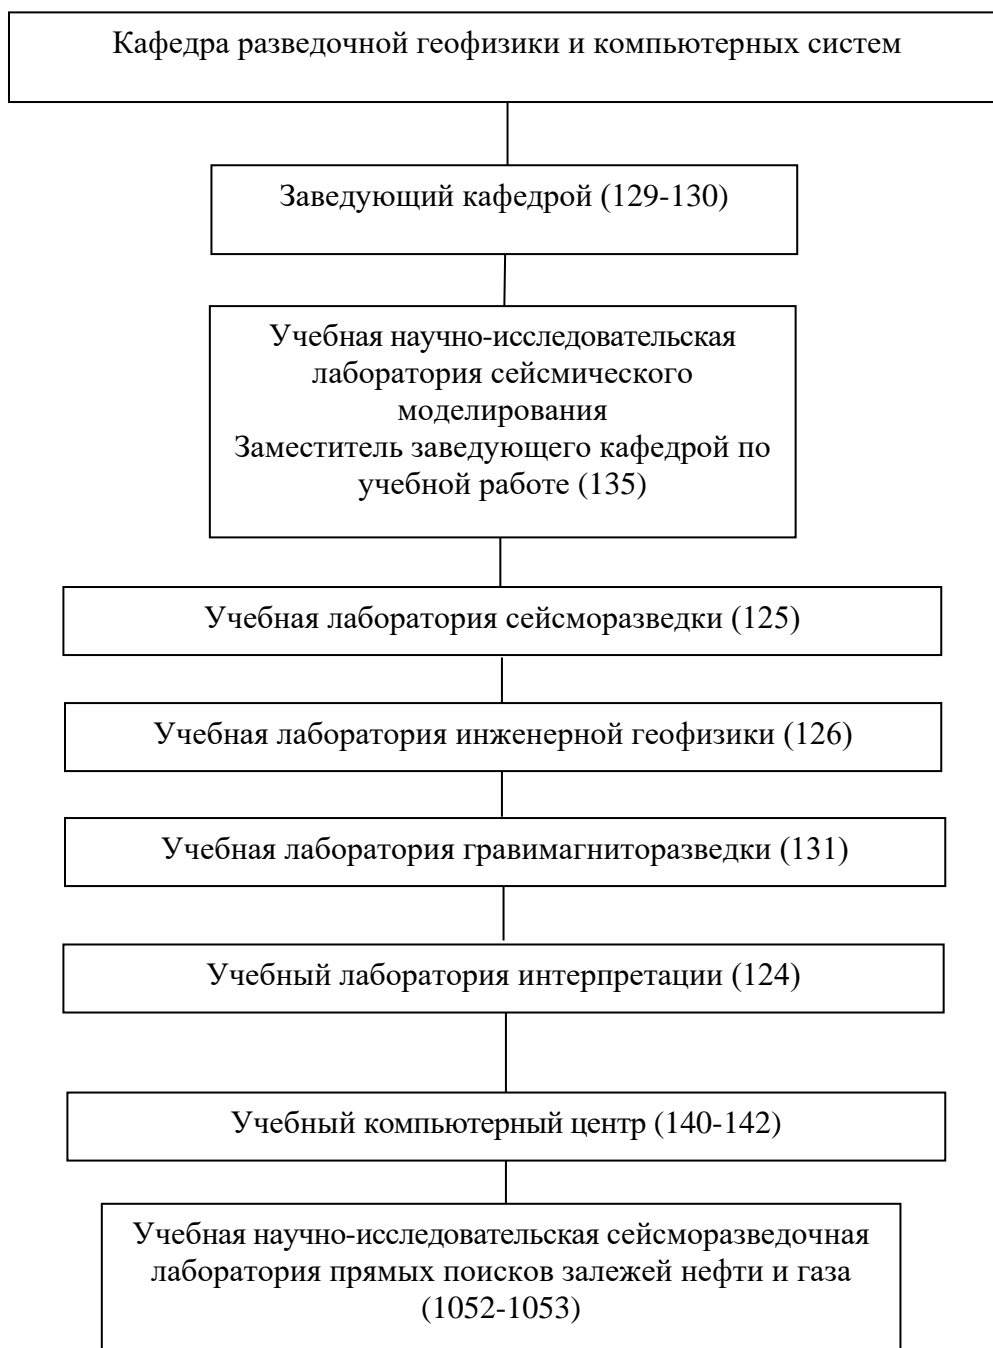 Кафедра разведочной геофизики и компьютерных систем
Заведующий кафедрой (129-130)
Учебная научно-исследовательская
лаборатория сейсмического
моделирования
Заместитель заведующего кафедрой по
учебной работе (135)
Учебная лаборатория сейсморазведки (125)
Учебная лаборатория инженерной геофизики (126)
Учебная лаборатория гравимагниторазведки (131)
Учебный лаборатория интерпретации (124)
Учебный компьютерный центр (140-142)
Учебная научно-исследовательская сейсморазведочная
лаборатория прямых поисков залежей нефти и газа
(1052-1053)